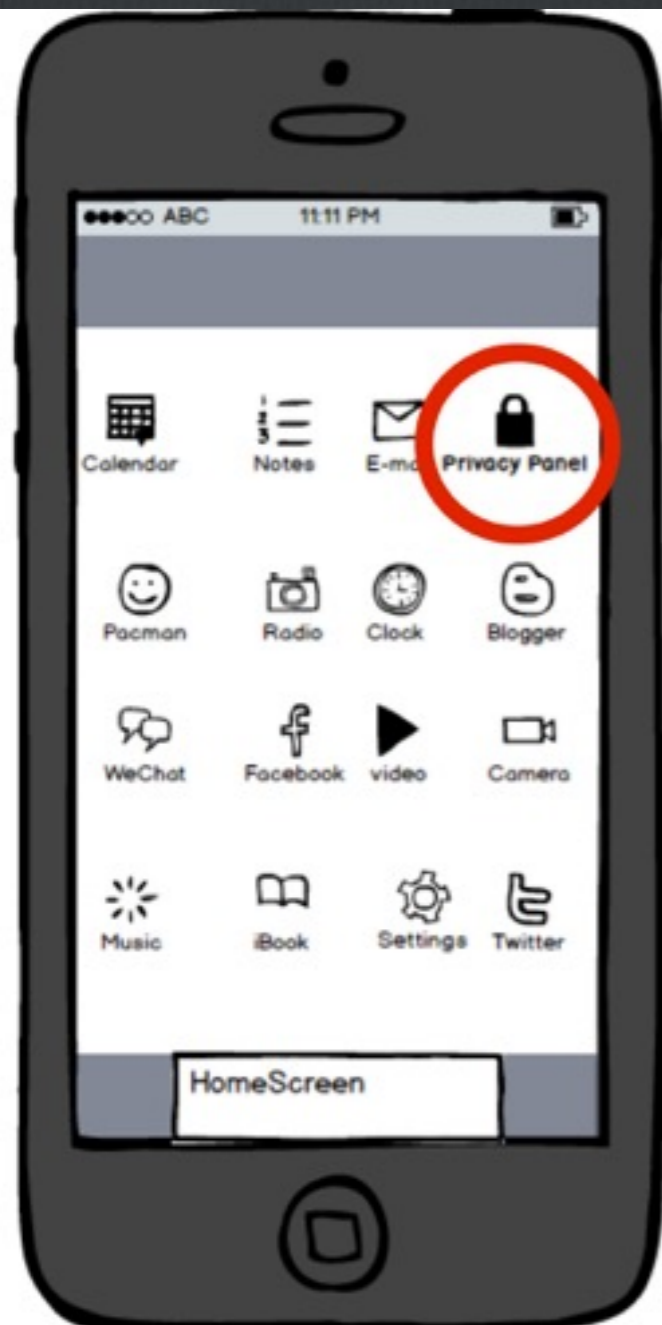 ABC 11:11 PM
Calendar Notes E-ma Privacy Panel
Pacman Radio Clock Blogger
WeChat Facebook video Camera
Music iBook Settings Twitter
HomeScreen